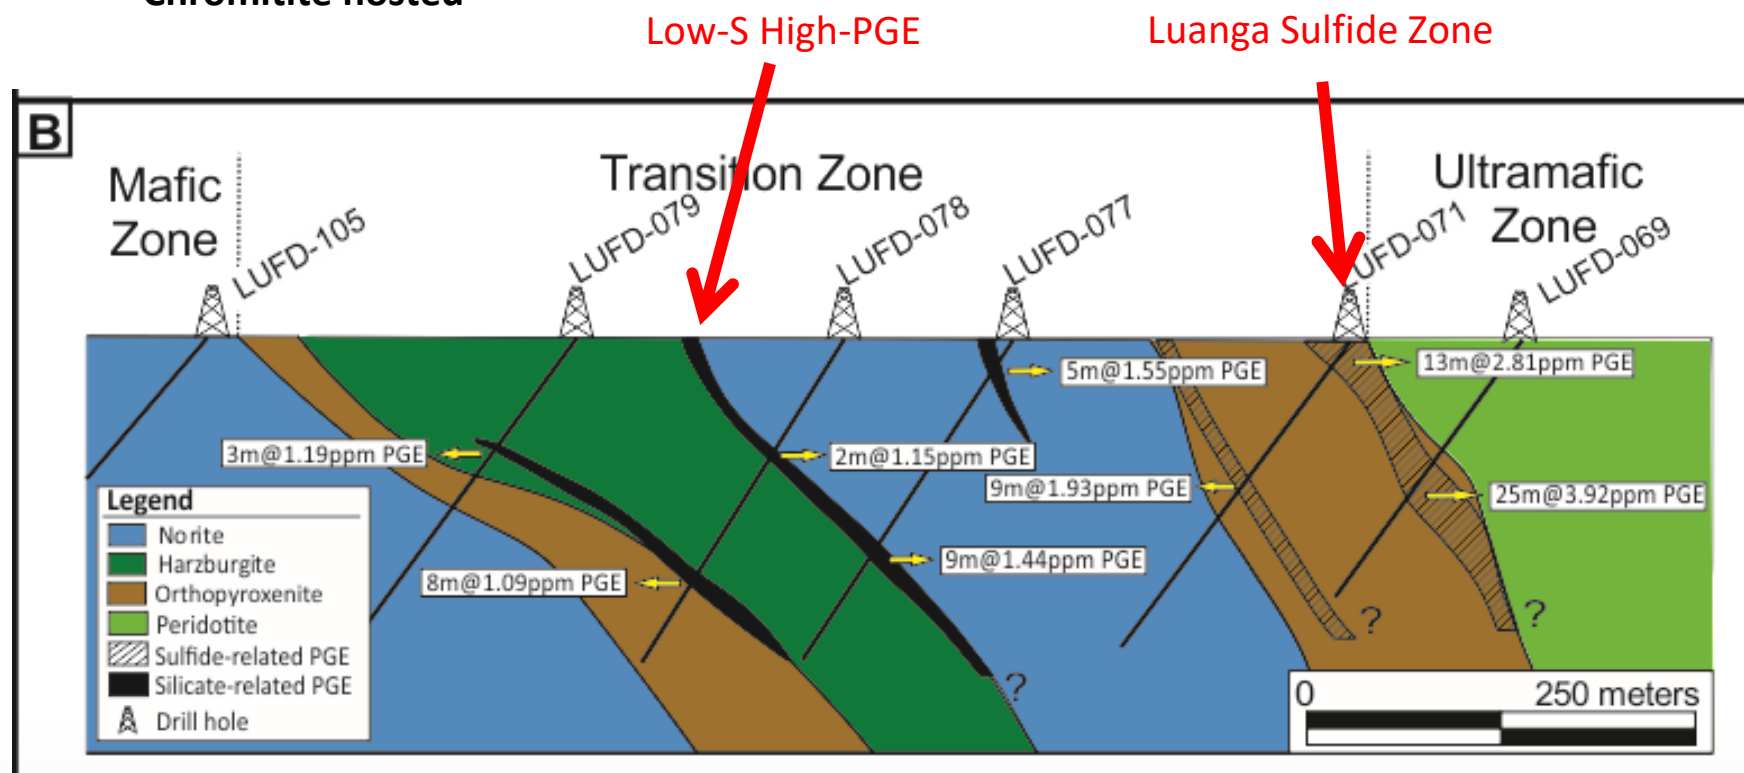 Chromitite hosted
Low-S High-PGE
Luanga Sulfide Zone
B
Mafic
Zone
Transition Zone
Ultramafic
Zone
LUFD-105
LUFD-079
LUFD-078
LUFD-077
UFD-071
LUFD-069
5m@1.55ppm PGE
13m@2.81ppm PGE
3m@1.19ppm PGE
2m@1.15ppm PGE
9m@1.93ppm PGE
25m@3.92ppm PGE
8m@1.09ppm PGE
9m@1.44ppm PGE
?
?
?
Legend
Norite
Harzburgite
Orthopyroxenite
Peridotite
Sulfide-related PGE
Silicate-related PGE
Drill hole
0 250 meters